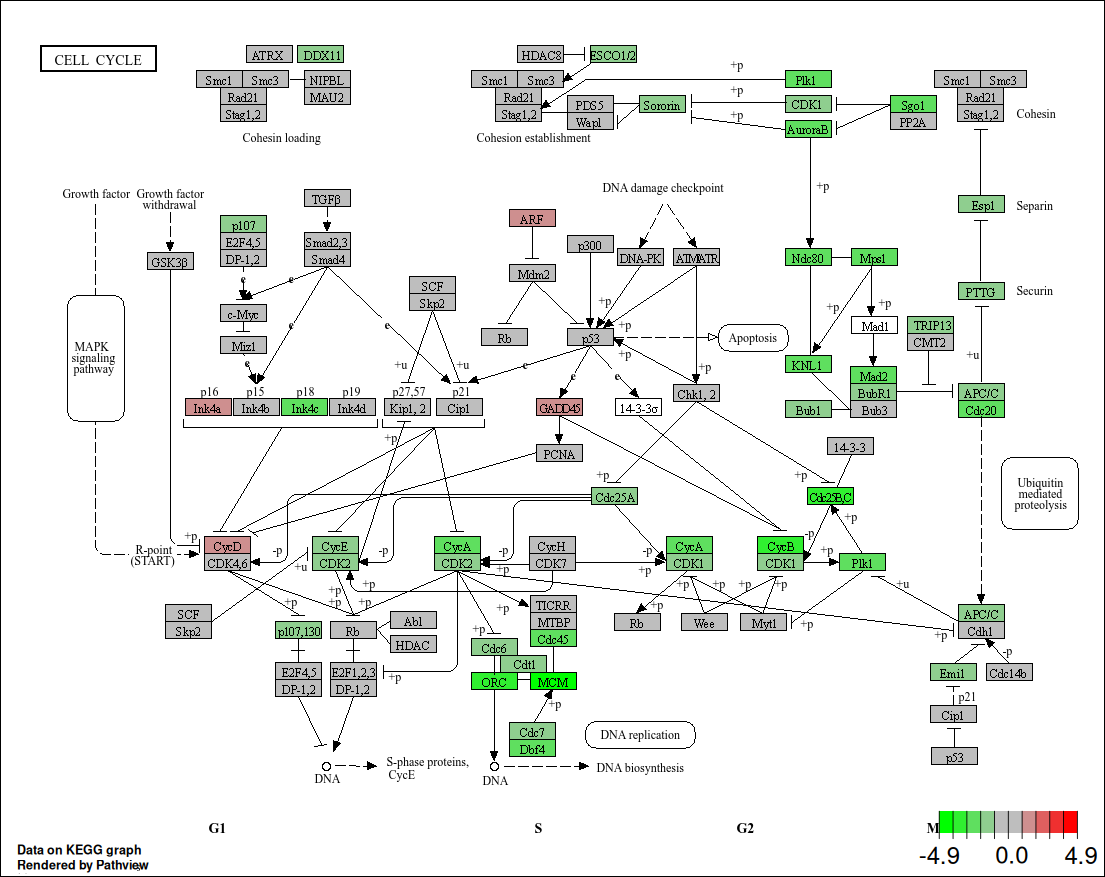 CELL CYCLE
ATRX DDX11
HDAC8 ESCO1/2
+p
Smc1 Smc3 NIPBL
Smc1 Smc3
Plk1
Smc1 Smc3
Rad21 MAU2
Rad21 PDS5 Sororin
+p
CDK1 Sgo1
Rad21
Stag1,2
Stag1,2 Wapl
+p
AuroraB PP2A
Stag1,2
Cohesin
Cohesin loading
Cohesion establishment
+p
Growth factor
Growth factor
withdrawal
TGFβ
DNA damage checkpoint
Esp1 Separin
p107
E2F4,5
DP-1,2
Smad2,3
Smad4
ARF
p300
GSK3β
Mdm2
DNA-PK ATM/ATR
Ndc80 Mps1
e
e
SCF
Skp2
PTTG Securin
c-Myc
+p
+p
+p
+p
Miz1
e
e
Rb
p53
+p
+p
Apoptosis
Mad1
TRIP13
CMT2
MAPK
signaling
pathway
e
+u
+u
e
e
e
+p
KNL1
+u
Mad2
BubR1
Bub3
Bub1
p16 p15 p18 p19
Ink4a Ink4b Ink4c Ink4d
p27,57 p21
Kip1, 2 Cip1
GADD45
14-3-3σ
Chk1, 2
APC/C
Cdc20
+p
PCNA
14-3-3
+p
+p
Cdc25A
Cdc25B,C
Ubiquitin
mediated
proteolysis
+p
+p
-p
R-point
(START)
CycD
CDK4,6
-p
CycE
CDK2
-p
CycA
CDK2
-p
+p
CycH
CDK7
-p
CycA
CDK1
CycB
CDK1
+p
Plk1
+u
+p
+p
+p
+p
+p
+p
+u
SCF
Skp2
+p
+p
+p
TICRR
MTBP
Cdc45
+p
Rb
Wee
Myt1
+p
APC/C
Cdh1
+p
p107,130
Rb
Abl
HDAC
+p
Cdc6
Cdt1
ORC MCM
-p
E2F4,5
DP-1,2
E2F1,2,3
DP-1,2
+p
Emi1
Cdc14b
p21
Cip1
+p
Cdc7
Dbf4
DNA replication
p53
DNA
S-phase proteins,
CycE
DNA
DNA biosynthesis
G1 S G2 M
-4.9 0.0 4.9
Data on KEGG graph
Rendered by Pathview